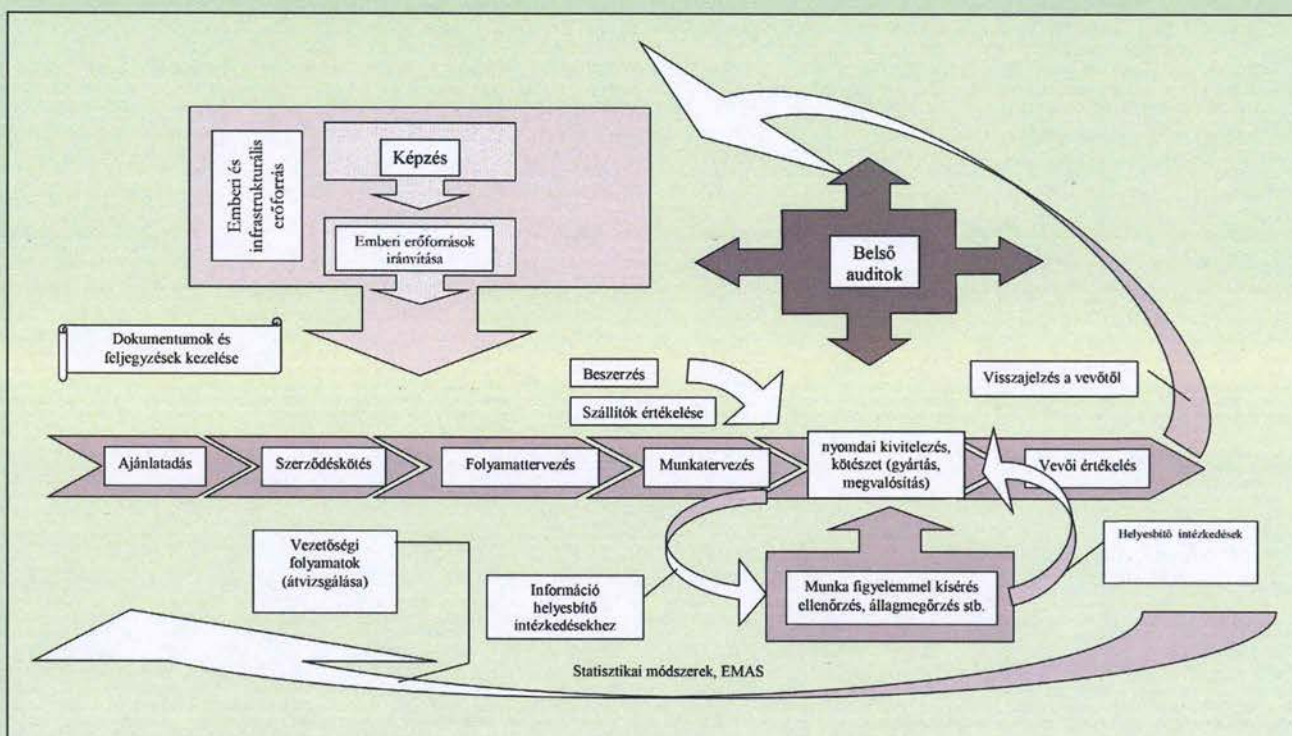 Emberi és
infrastrukturális
erőforrás
Képzés
Emberi erőforrások
irányítása
Belső
auditok
Dokumentumok és
feljegyzések kezelése
Beszerzés
Szállítók értékelése
Visszajelzés a vevőtől
Ajánlatadás
Szerződéskötés
Folyamattervezés
Munkatervezés
nyomdai kivitelezés,
kötészet (gyártás,
megvalósítás)
Vevői értékelés
Vezetőségi
folyamatok
(átvizsgálása)
Információ
helyesbítő
intézkedésekhez
Munka figyelemmel kísérés
ellenőrzés, állagmegőrzés stb.
Helyesbítő intézkedések
Statisztikai módszerek, EMAS